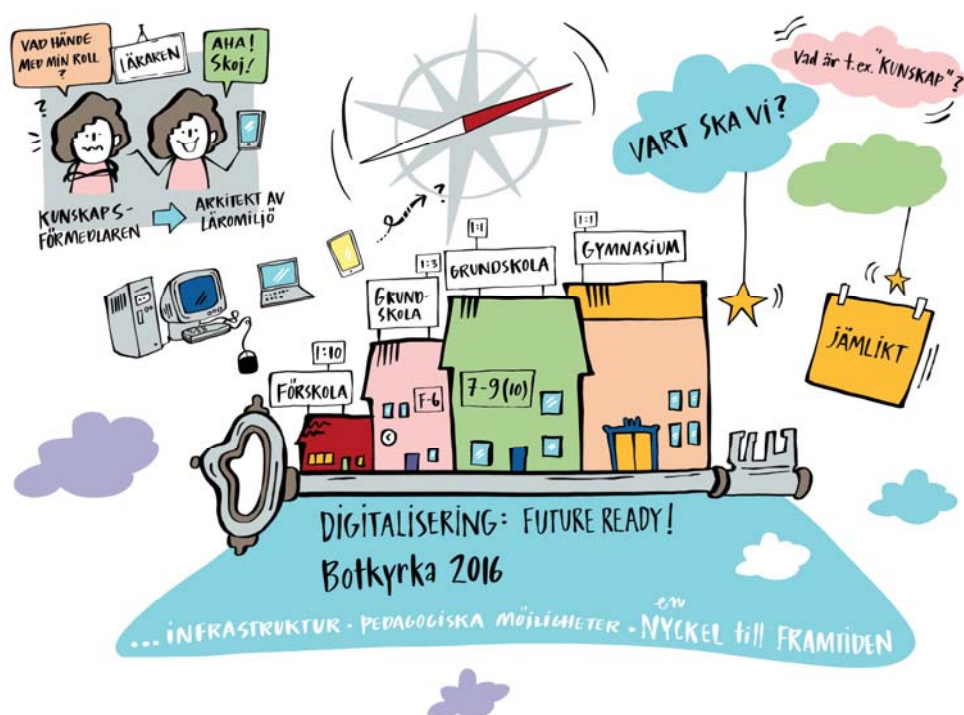 VAD HÄNDE
MED MIN ROLL
?
LÄRAREN
AHA!
SKOJ!
?
KUNSKAPS-
FÖRMEDLAREN
ARKITEKT AV
LÄROMILJÖ
?
VART SKA VI?
Vad är t.ex. "KUNSKAP"?
JÄMLIKT
1:10
FÖRSKOLA
1:3
GRUND-
SKOLA
F-6
1:1
GRUNDSKOLA
7-9(10)
1:1
GYMNASIUM
DIGITALISERING: FUTURE READY!
Botkyrka 2016
... INFRASTRUKTUR · PEDAGOGISKA MÖJLIGHETER · en NYCKEL till FRAMTIDEN